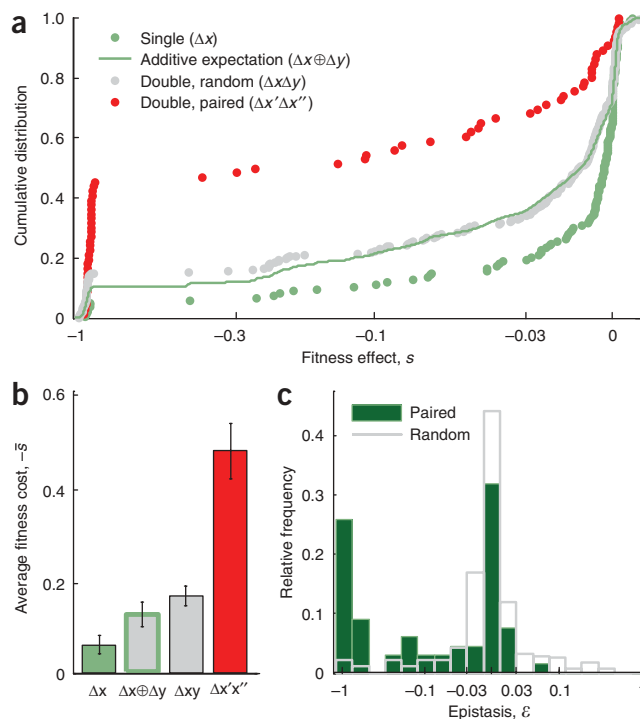 a
Single (Δx)
Additive expectation (Δx⊕Δy)
Double, random (ΔxΔy)
Double, paired (Δx′Δx″)
Cumulative distribution
1.0
0.8
0.6
0.4
0.2
0
−1
−0.3
−0.1
−0.03
0
Fitness effect, s
b
Average fitness cost, −s̅
0.6
0.4
0.2
0
Δx
Δx⊕Δy
Δxy
Δx′x″
c
Paired
Random
Relative frequency
0.4
0.3
0.2
0.1
0
−1
−0.1
−0.03
0.03
0.1
1
Epistasis, ε